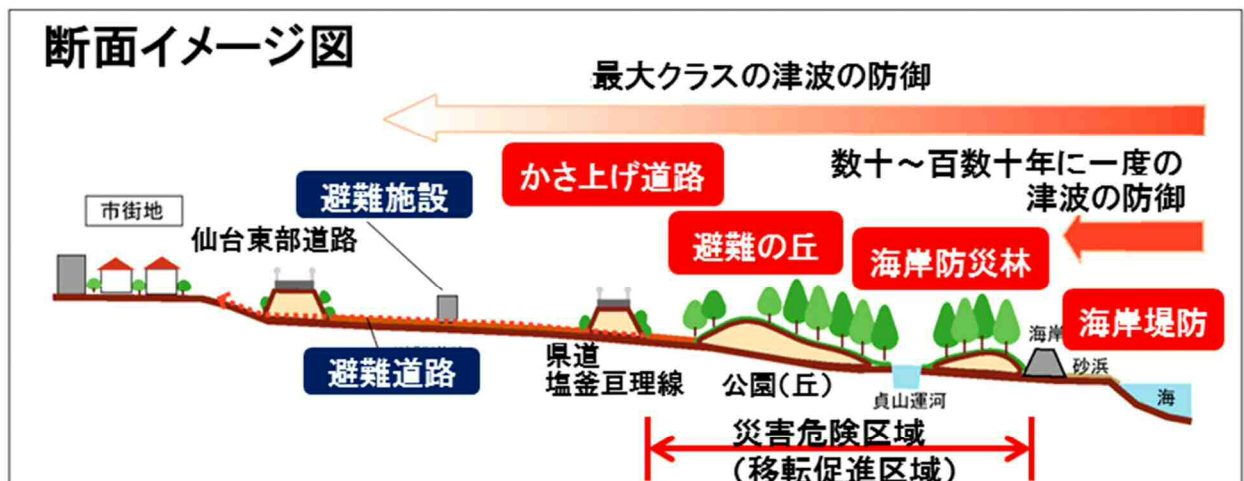 断面イメージ図
最大クラスの津波の防御
数十～百数十年に一度の
津波の防御
かさ上げ道路
避難施設
市街地
仙台東部道路
避難の丘
海岸防災林
海岸堤防
海岸
砂浜
海
避難道路
県道
塩釜亘理線
公園(丘)
貞山運河
災害危険区域
(移転促進区域)